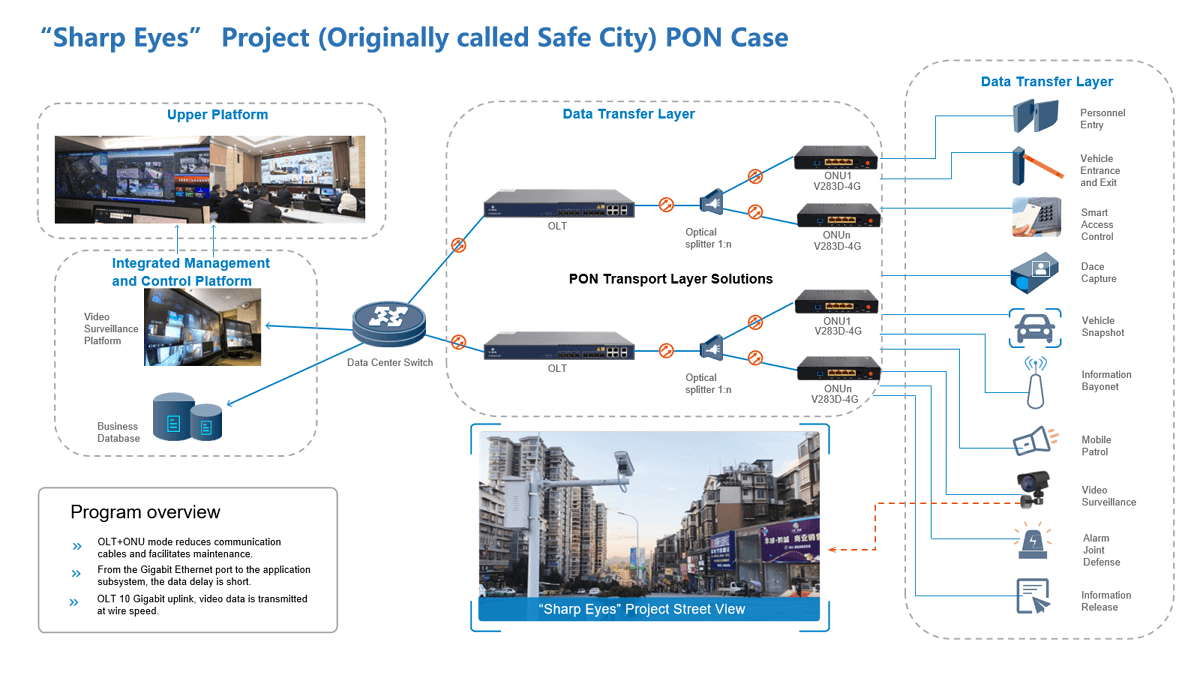 “Sharp Eyes” Project (Originally called Safe City) PON Case
Upper Platform
Integrated Management
and Control Platform
Video
Surveillance
Platform
Business
Database
Data Center Switch
Data Transfer Layer
OLT
Optical
splitter 1:n
ONU1
V283D-4G
ONUn
V283D-4G
PON Transport Layer Solutions
OLT
Optical
splitter 1:n
ONU1
V283D-4G
ONUn
V283D-4G
Data Transfer Layer
Personnel
Entry
Vehicle
Entrance
and Exit
Smart
Access
Control
Dace
Capture
Vehicle
Snapshot
Information
Bayonet
Mobile
Patrol
Video
Surveillance
Alarm
Joint
Defense
Information
Release
Program overview
OLT+ONU mode reduces communication
cables and facilitates maintenance.
From the Gigabit Ethernet port to the application
subsystem, the data delay is short.
OLT 10 Gigabit uplink, video data is transmitted
at wire speed.
“Sharp Eyes” Project Street View